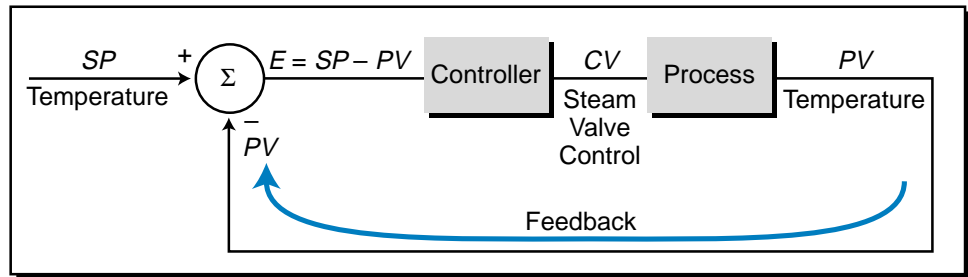 SP
Temperature
+
Σ
−
PV
E = SP – PV
Controller
CV
Steam
Valve
Control
Process
PV
Temperature
Feedback